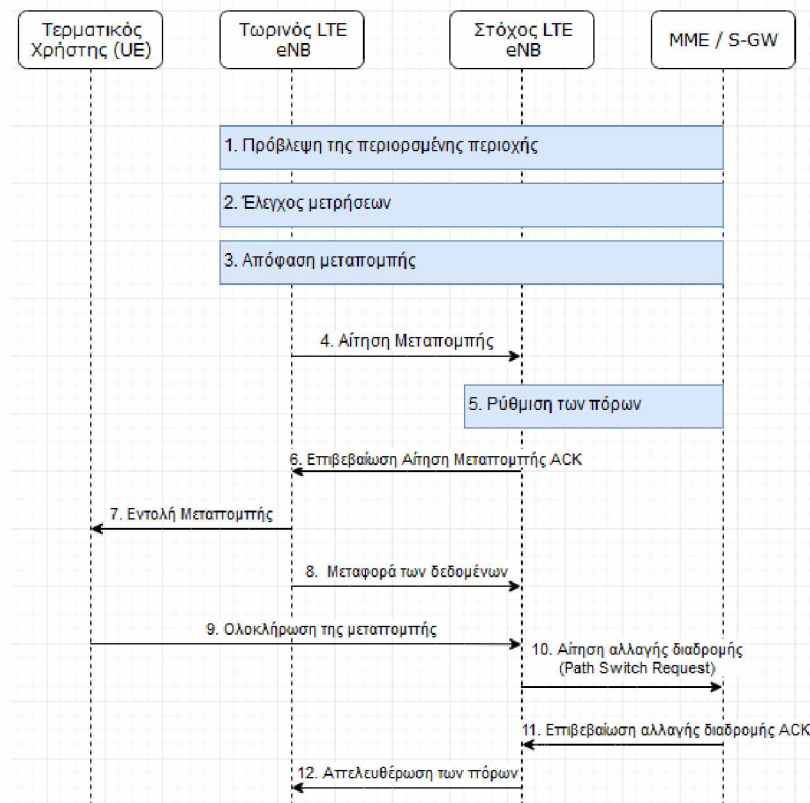 Τερματικός
Χρήστης (UE)
Τωρινός LTE
eNB
Στόχος LTE
eNB
MME / S-GW
1. Πρόβλεψη της περιορσμένης περιοχής
2. Έλεγχος μετρήσεων
3. Απόφαση μεταπομπής
4. Αίτηση Μεταπομπής
5. Ρύθμιση των πόρων
6. Επιβεβαίωση Αίτηση Μεταπομπής ACK
7. Εντολή Μεταπομπής
8. Μεταφορά των δεδομένων
9. Ολοκλήρωση της μεταπομπής
10. Αίτηση αλλαγής διαδρομής
(Path Switch Request)
11. Επιβεβαίωση αλλαγής διαδρομής ACK
12. Απελευθέρωση των πόρων